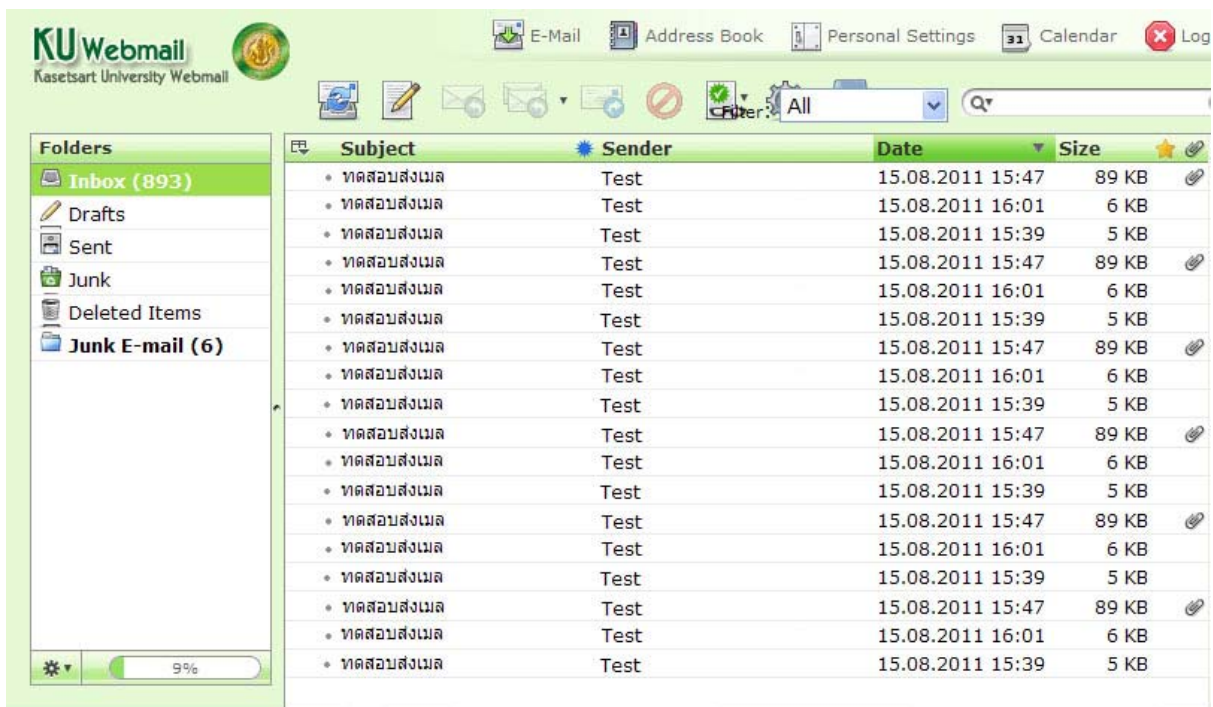 KU Webmail
Kasetsart University Webmail
E-Mail Address Book Personal Settings 31 Calendar Log
Filter: All
Folders
Inbox (893)
Drafts
Sent
Junk
Deleted Items
Junk E-mail (6)
9%
Subject Sender Date Size
ทดสอบส่งเมล Test 15.08.2011 15:47 89 KB
ทดสอบส่งเมล Test 15.08.2011 16:01 6 KB
ทดสอบส่งเมล Test 15.08.2011 15:39 5 KB
ทดสอบส่งเมล Test 15.08.2011 15:47 89 KB
ทดสอบส่งเมล Test 15.08.2011 16:01 6 KB
ทดสอบส่งเมล Test 15.08.2011 15:39 5 KB
ทดสอบส่งเมล Test 15.08.2011 15:47 89 KB
ทดสอบส่งเมล Test 15.08.2011 16:01 6 KB
ทดสอบส่งเมล Test 15.08.2011 15:39 5 KB
ทดสอบส่งเมล Test 15.08.2011 15:47 89 KB
ทดสอบส่งเมล Test 15.08.2011 16:01 6 KB
ทดสอบส่งเมล Test 15.08.2011 15:39 5 KB
ทดสอบส่งเมล Test 15.08.2011 15:47 89 KB
ทดสอบส่งเมล Test 15.08.2011 16:01 6 KB
ทดสอบส่งเมล Test 15.08.2011 15:39 5 KB
ทดสอบส่งเมล Test 15.08.2011 15:47 89 KB
ทดสอบส่งเมล Test 15.08.2011 16:01 6 KB
ทดสอบส่งเมล Test 15.08.2011 15:39 5 KB